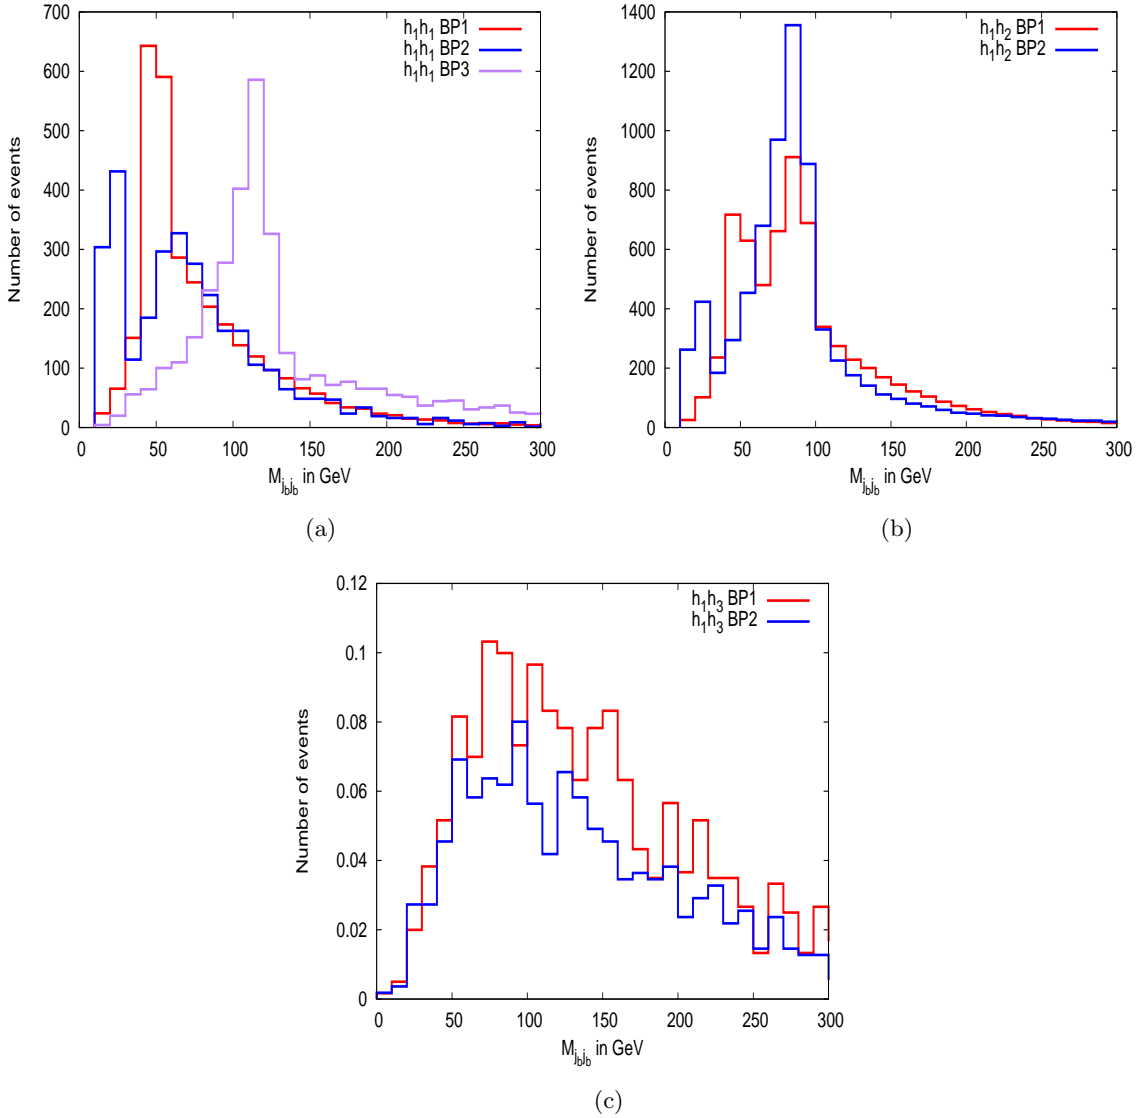 700
600
500
400
300
200
100
0
0 50 100 150 200 250 300
Number of events
M_{j_b j_b} in GeV
h_1h_1 BP1
h_1h_1 BP2
h_1h_1 BP3
(a)
1400
1200
1000
800
600
400
200
0
0 50 100 150 200 250 300
Number of events
M_{j_b j_b} in GeV
h_1h_2 BP1
h_1h_2 BP2
(b)
0.12
0.1
0.08
0.06
0.04
0.02
0
0 50 100 150 200 250 300
Number of events
M_{j_b j_b} in GeV
h_1h_3 BP1
h_1h_3 BP2
(c)